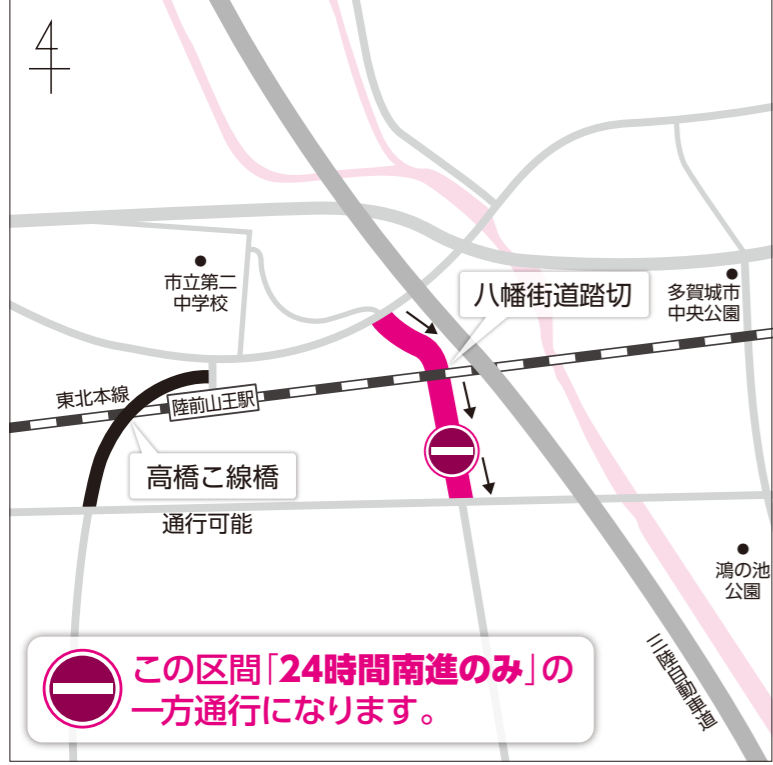 市立第二
中学校
八幡街道踏切
多賀城市
中央公園
東北本線
陸前山王駅
高橋こ線橋
通行可能
鴻の池
公園
三陸自動車道
この区間「24時間南進のみ」の
一方通行になります。